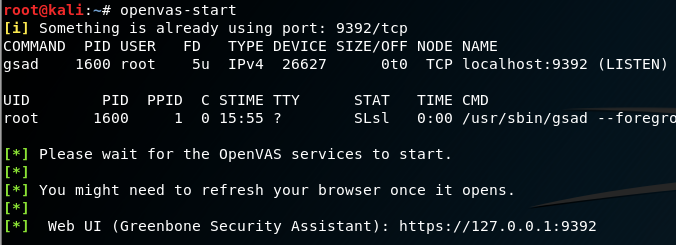 root@kali:~# openvas-start
[i] Something is already using port: 9392/tcp
COMMAND  PID USER   FD   TYPE DEVICE SIZE/OFF NODE NAME
gsad    1600 root    5u  IPv4  26627      0t0  TCP localhost:9392 (LISTEN)
UID        PID  PPID  C STIME TTY      STAT   TIME CMD
root      1600     1  0 15:55 ?        SLsl   0:00 /usr/sbin/gsad --foregro
[*] Please wait for the OpenVAS services to start.
[*]
[*] You might need to refresh your browser once it opens.
[*]
[*]  Web UI (Greenbone Security Assistant): https://127.0.0.1:9392